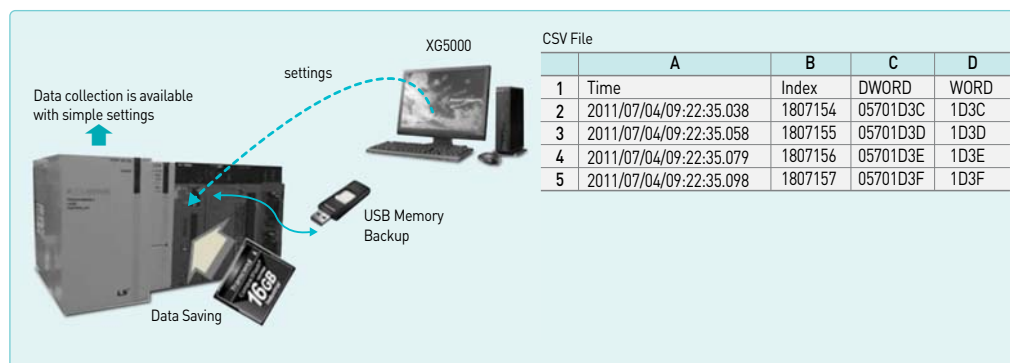 XG5000
settings
Data collection is available
with simple settings
USB Memory
Backup
16GB
Data Saving
CSV File
A B C D
1 Time Index DWORD WORD
2 2011/07/04/09:22:35.038 1807154 05701D3C 1D3C
3 2011/07/04/09:22:35.058 1807155 05701D3D 1D3D
4 2011/07/04/09:22:35.079 1807156 05701D3E 1D3E
5 2011/07/04/09:22:35.098 1807157 05701D3F 1D3F